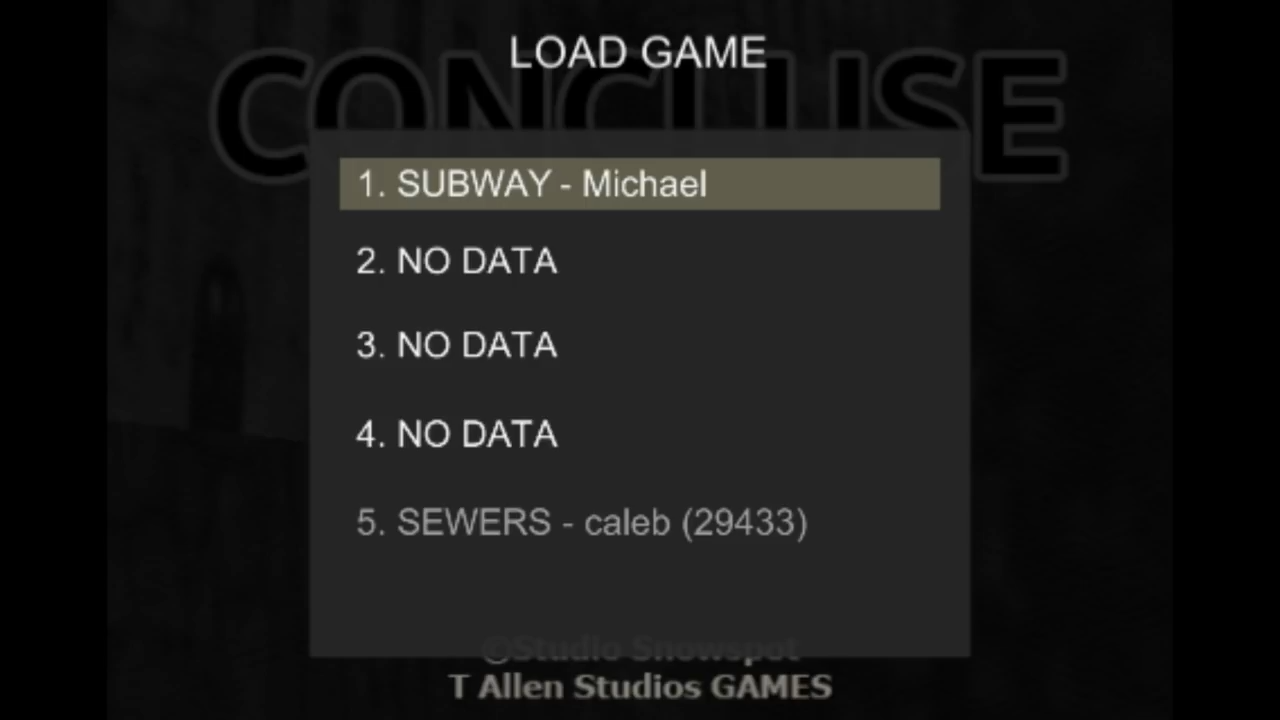 LOAD GAME
CONCLUSE
1. SUBWAY - Michael
2. NO DATA
3. NO DATA
4. NO DATA
5. SEWERS - caleb (29433)
©Studio Snowspot
T Allen Studios GAMES